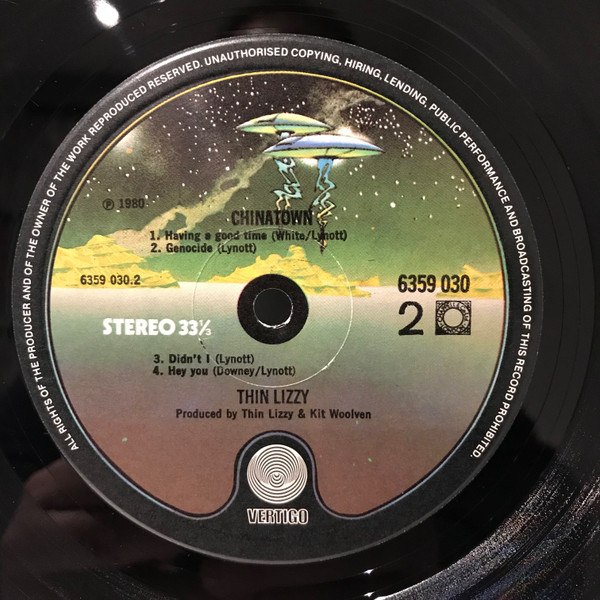 ALL RIGHTS OF THE PRODUCER AND OF THE OWNER OF THE WORK REPRODUCED RESERVED. UNAUTHORISED COPYING, HIRING, LENDING, PUBLIC PERFORMANCE AND BROADCASTING OF THIS RECORD PROHIBITED.
℗ 1980
CHINATOWN
1. Having a good time (White/Lynott)
2. Genocide (Lynott)
6359 030.2
6359 030
STEREO 33⅓
2
3. Didn't I (Lynott)
4. Hey you (Downey/Lynott)
THIN LIZZY
Produced by Thin Lizzy & Kit Woolven
VERTIGO